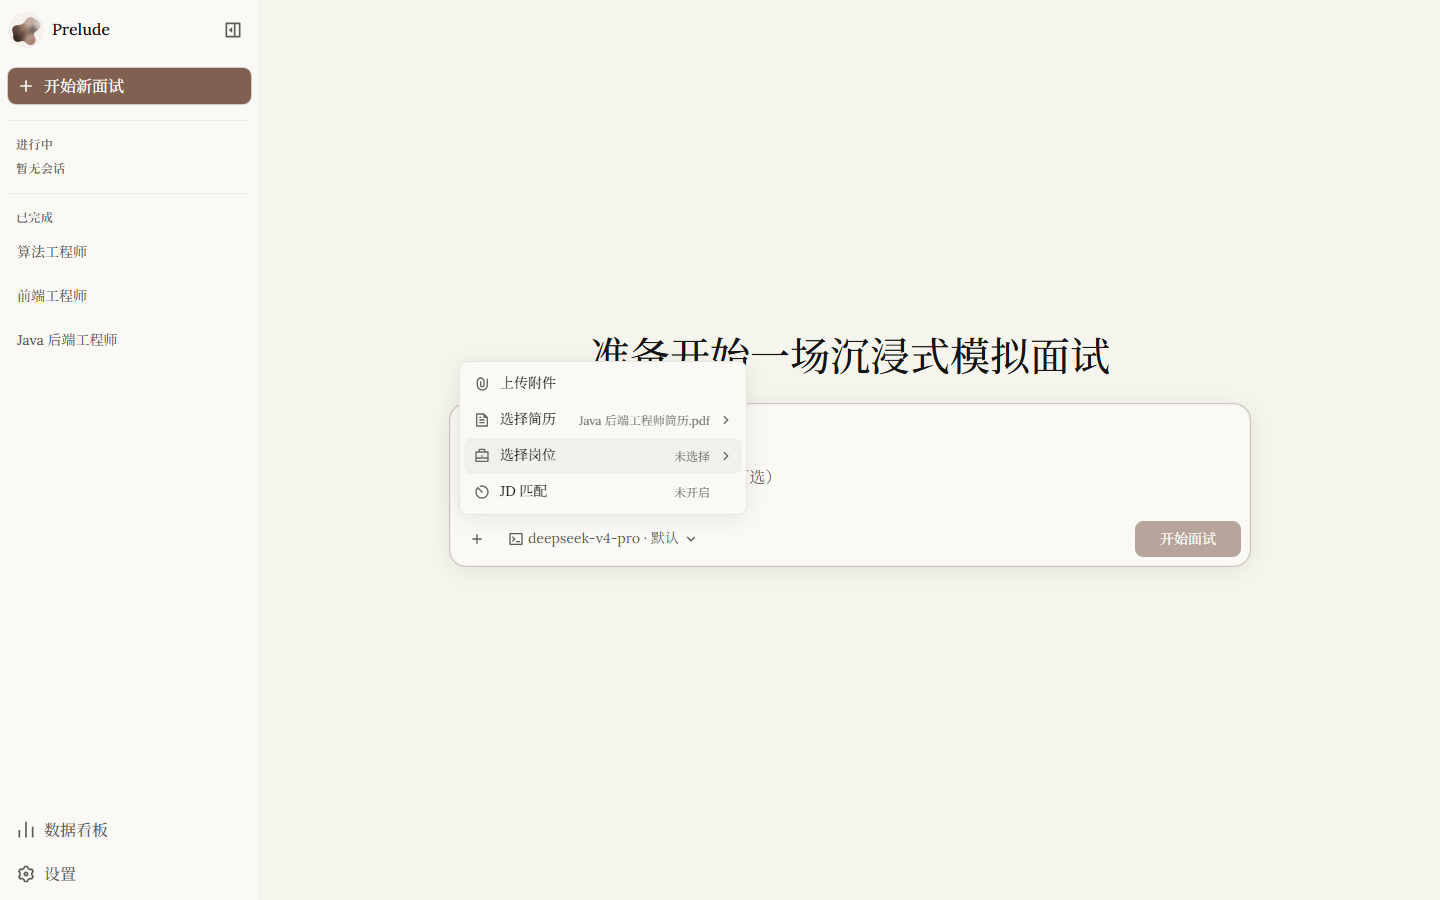 Prelude
开始新面试
进行中
暂无会话
已完成
算法工程师
前端工程师
Java 后端工程师
数据看板
设置
准备开始一场沉浸式模拟面试
上传附件
选择简历 Java 后端工程师简历.pdf
选择岗位 未选择
选）
JD 匹配 未开启
deepseek-v4-pro · 默认
开始面试